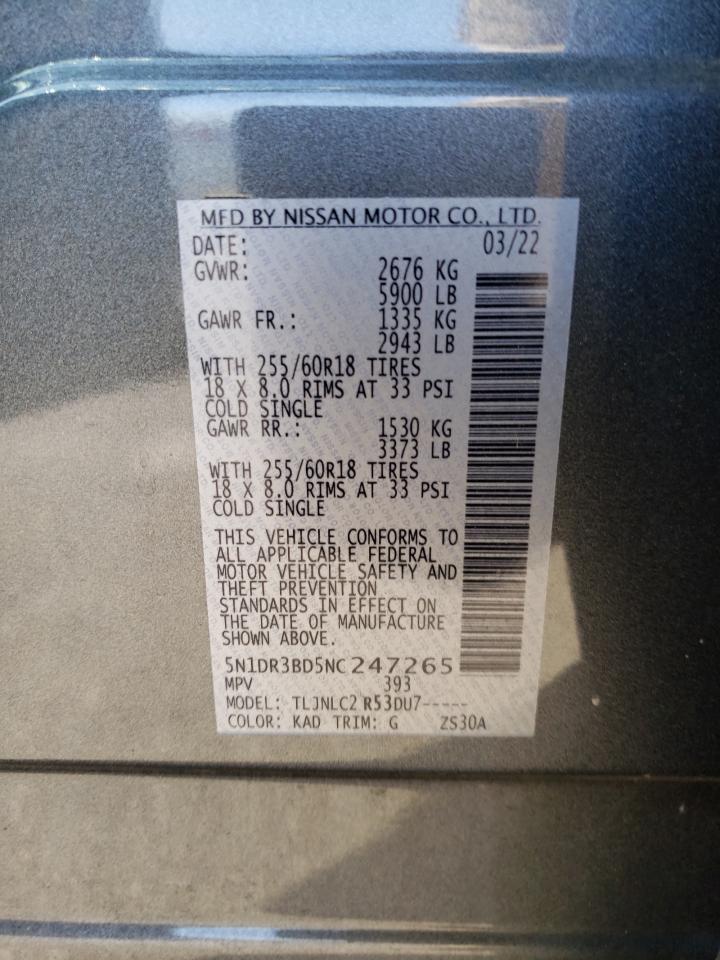 MFD BY NISSAN MOTOR CO., LTD.
DATE: 03/22
GVWR: 2676 KG
5900 LB
GAWR FR.: 1335 KG
2943 LB
WITH 255/60R18 TIRES
18 X 8.0 RIMS AT 33 PSI
COLD SINGLE
GAWR RR.: 1530 KG
3373 LB
WITH 255/60R18 TIRES
18 X 8.0 RIMS AT 33 PSI
COLD SINGLE
THIS VEHICLE CONFORMS TO
ALL APPLICABLE FEDERAL
MOTOR VEHICLE SAFETY AND
THEFT PREVENTION
STANDARDS IN EFFECT ON
THE DATE OF MANUFACTURE
SHOWN ABOVE.
5N1DR3BD5NC247265
MPV 393
MODEL: TLJNLC2 R53DU7-----
COLOR: KAD TRIM: G ZS30A